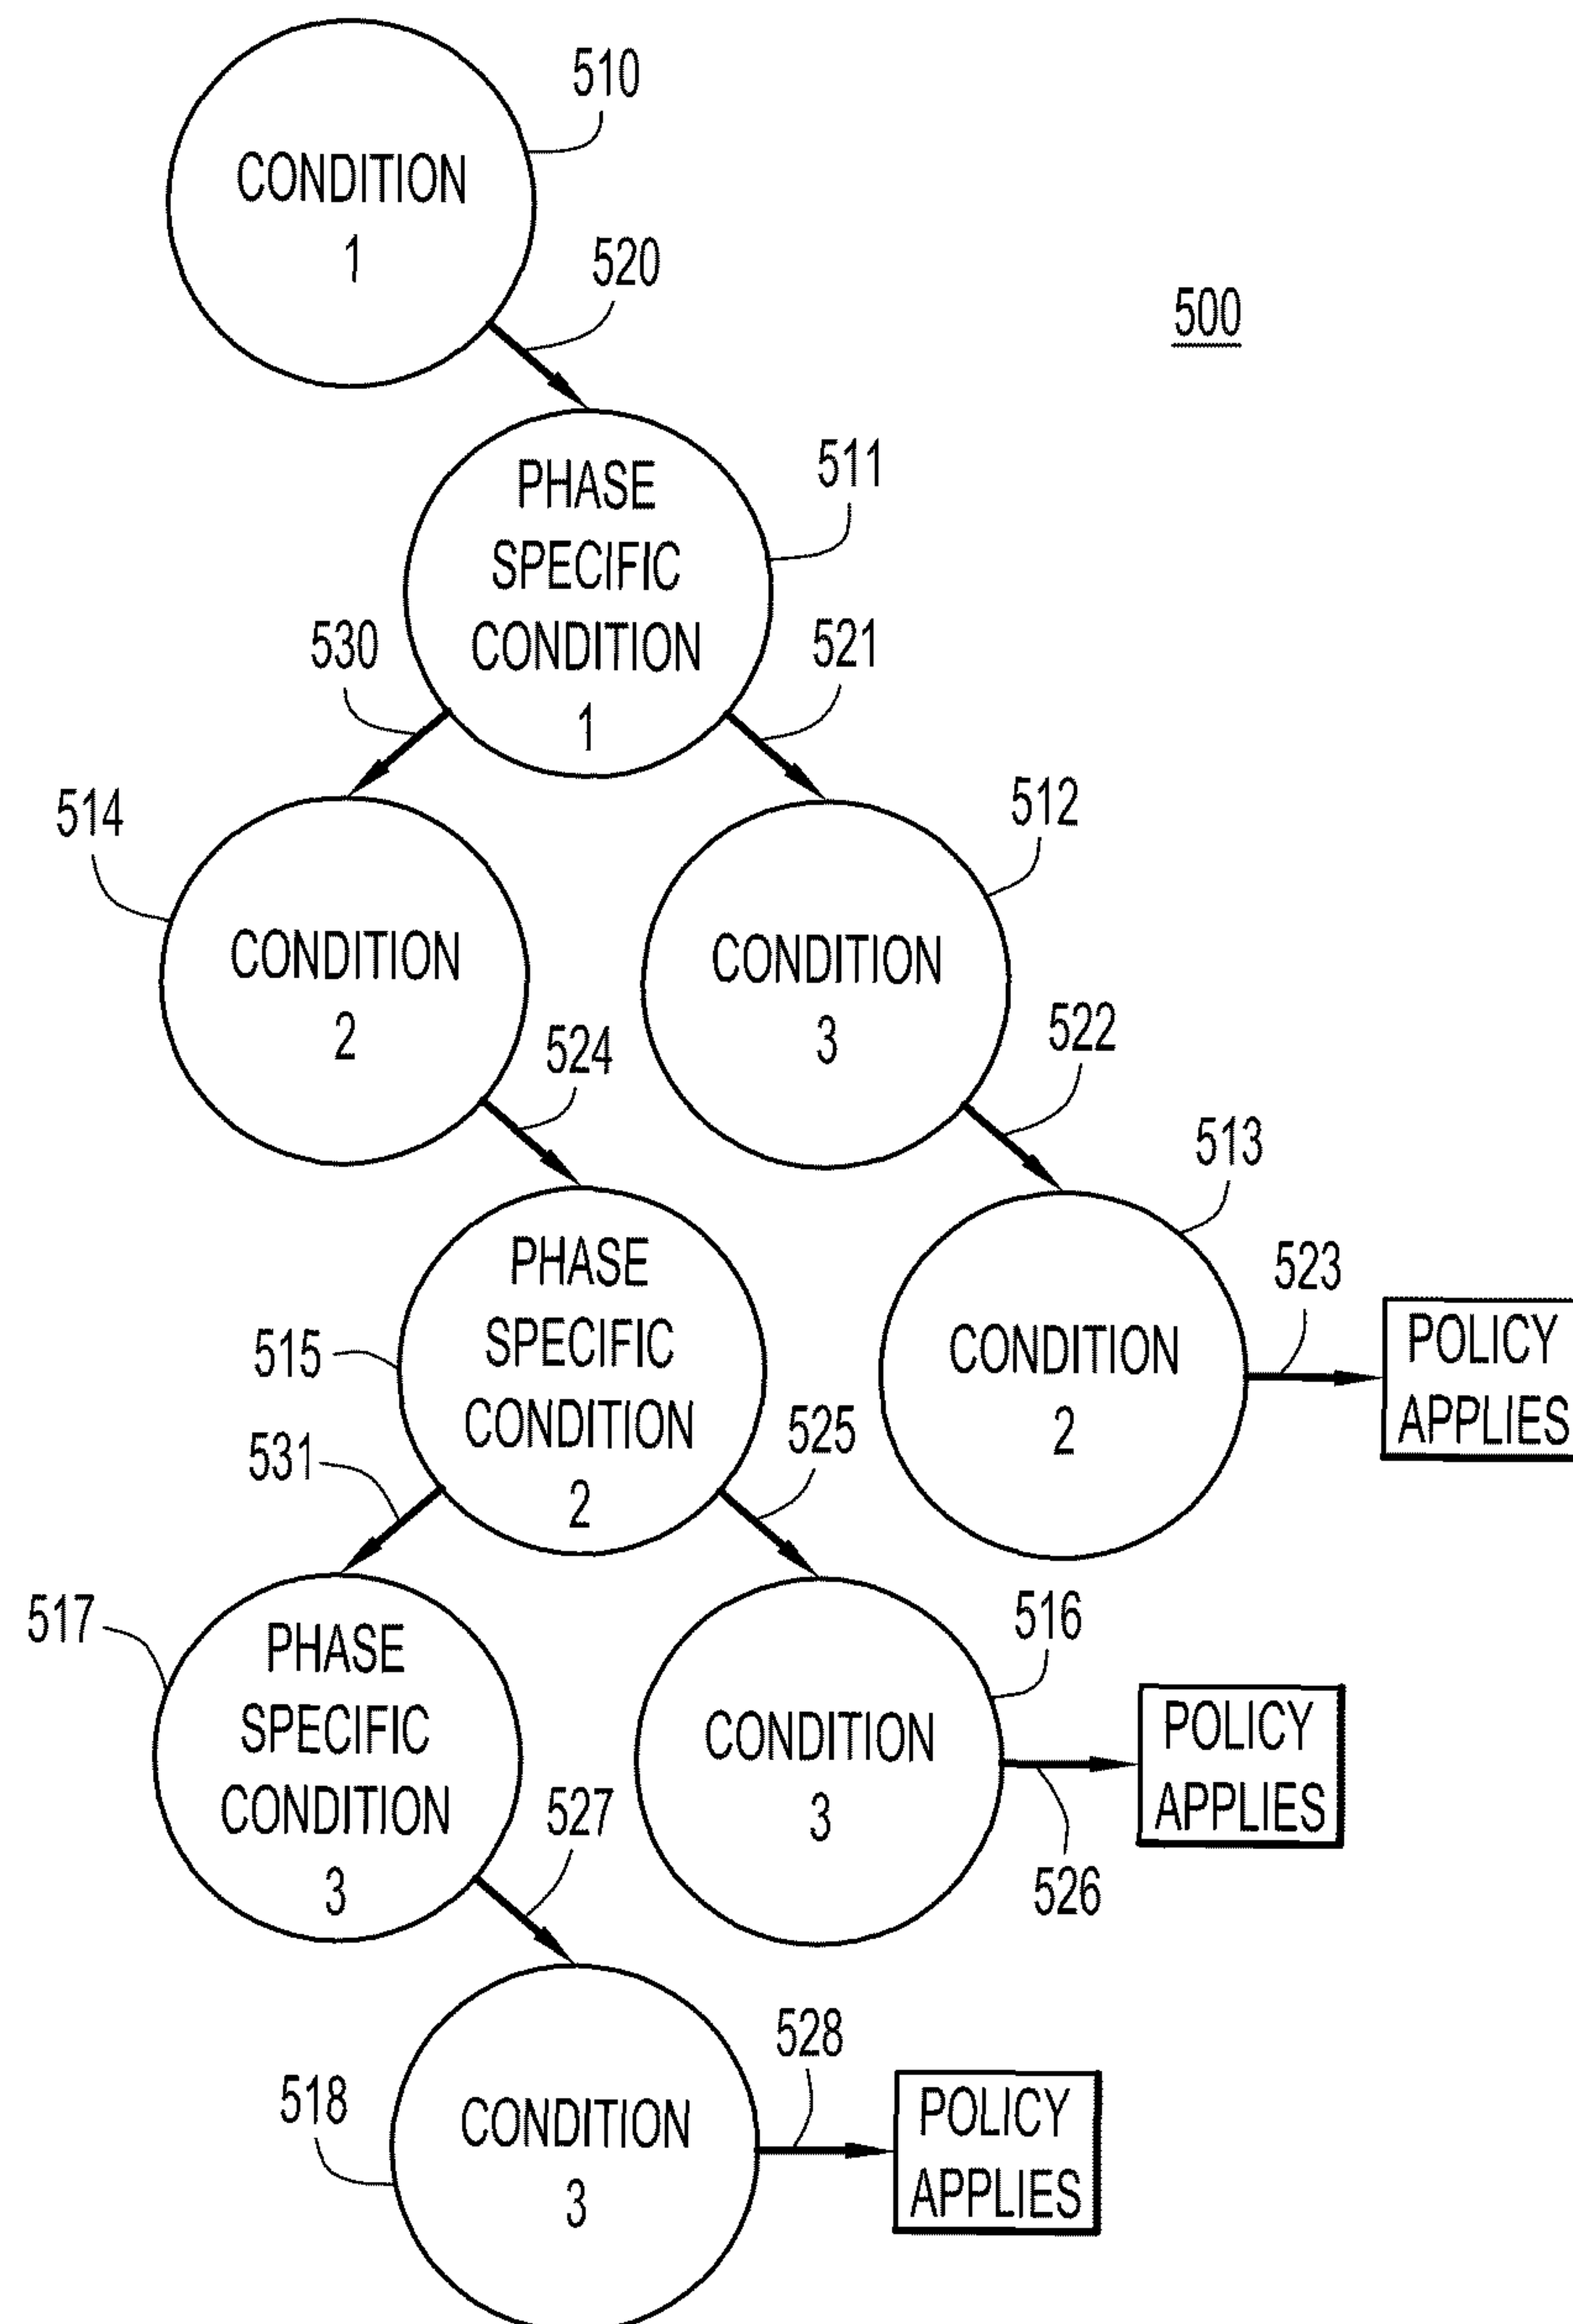 510
CONDITION
1
520
500
PHASE
SPECIFIC
CONDITION
1
511
530
521
514
512
CONDITION
2
CONDITION
3
524
522
513
PHASE
SPECIFIC
CONDITION
2
515
523
CONDITION
2
POLICY
APPLIES
531
525
517
516
PHASE
SPECIFIC
CONDITION
3
CONDITION
3
POLICY
APPLIES
527
526
518
CONDITION
3
528
POLICY
APPLIES